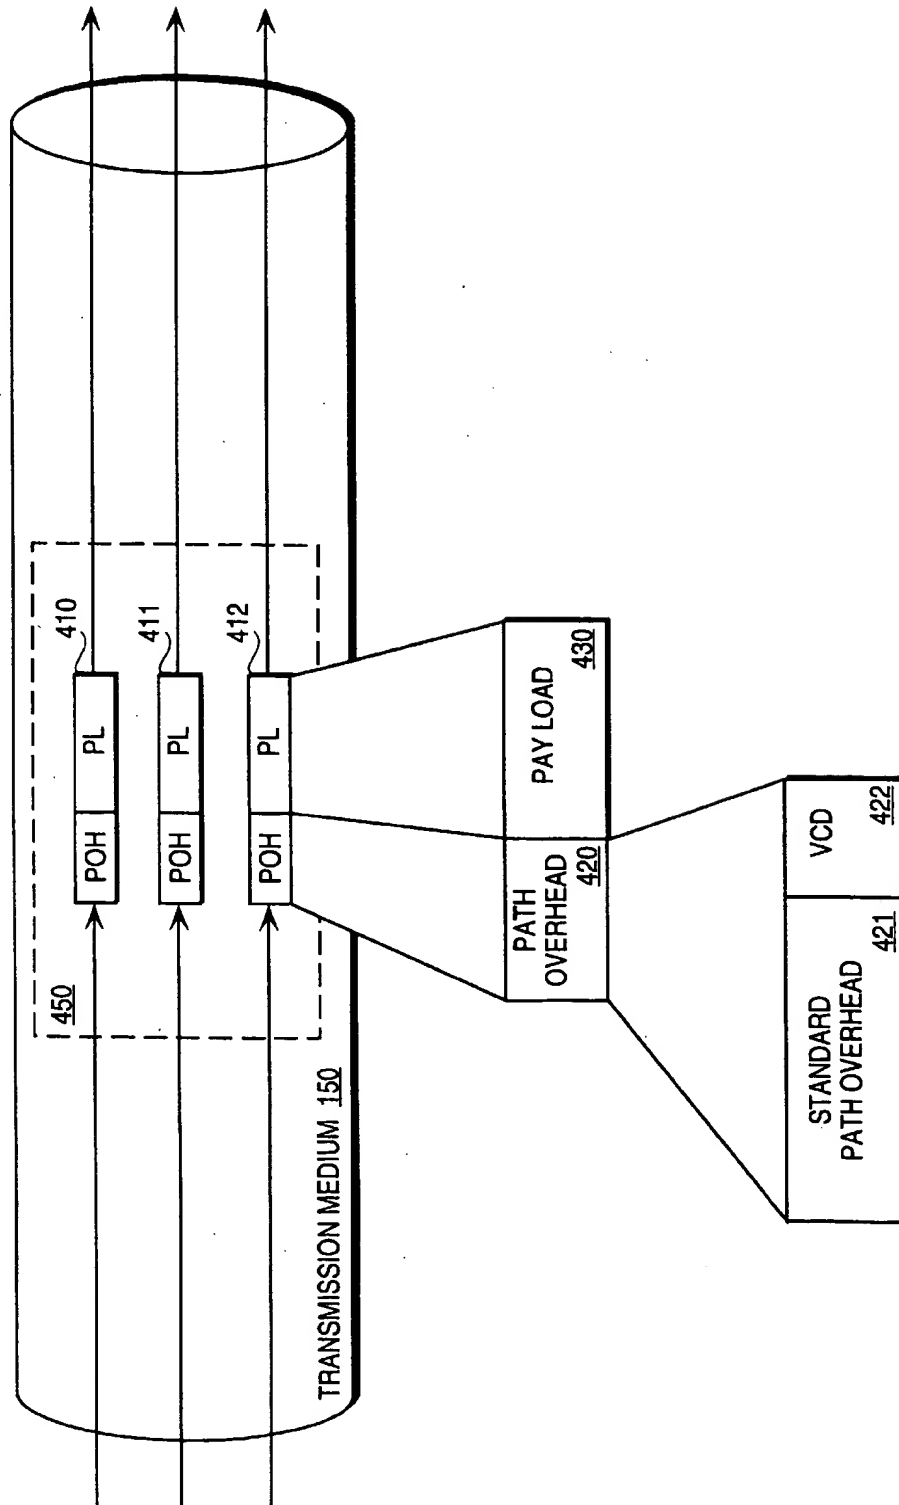 410
POH PL
411
POH PL
412
POH PL
450
TRANSMISSION MEDIUM 150
PATH
OVERHEAD
420
PAY LOAD
430
STANDARD
PATH OVERHEAD
421
VCD
422